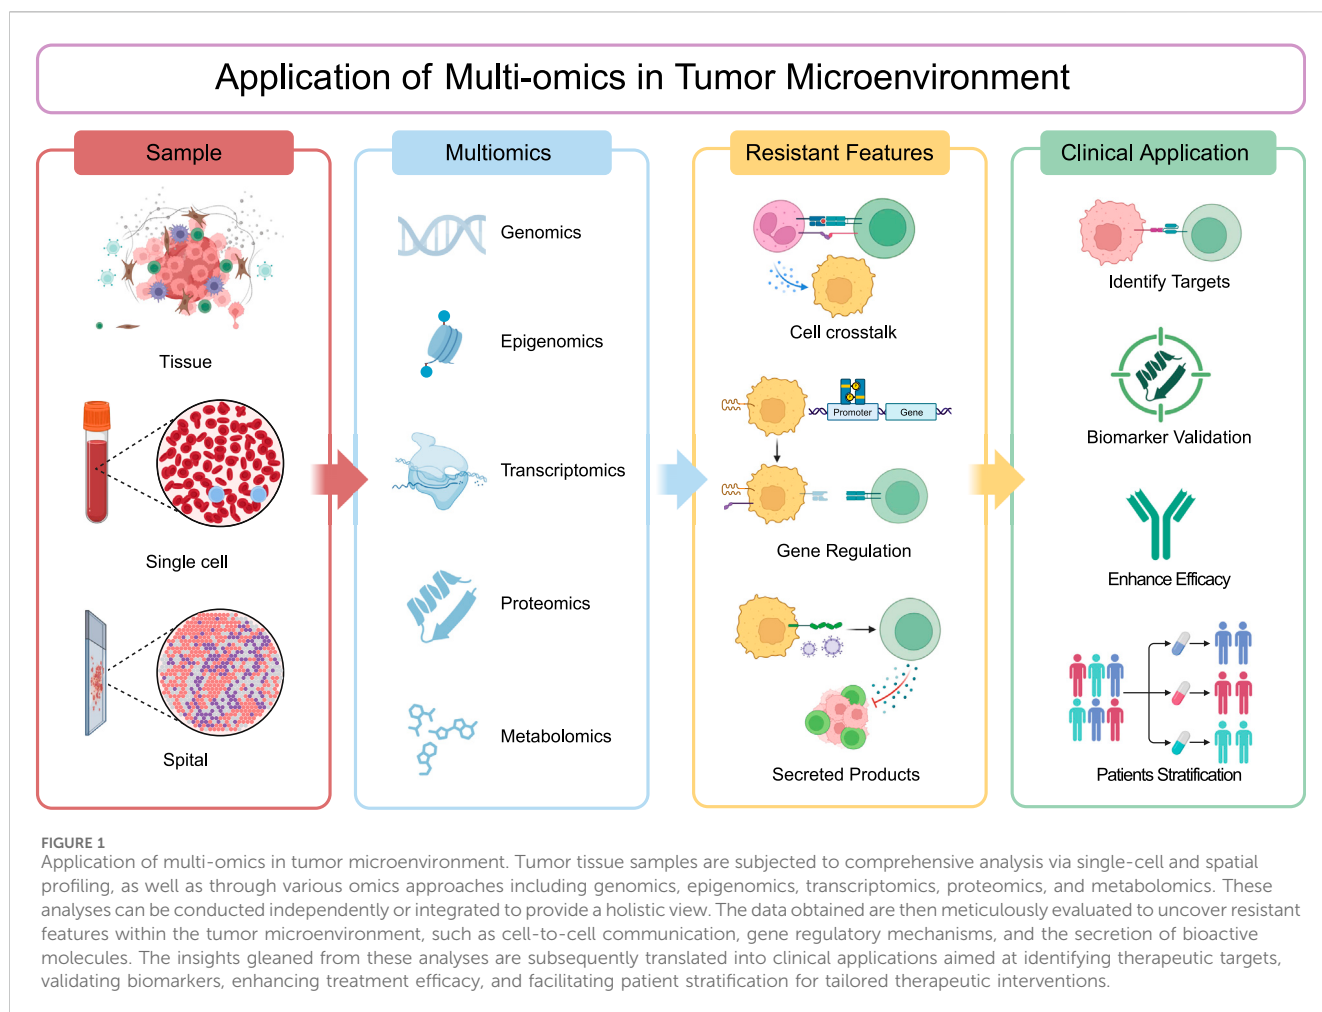 Application of Multi-omics in Tumor Microenvironment
Sample
Tissue
Single cell
Spital
Multiomics
Genomics
Epigenomics
Transcriptomics
Proteomics
Metabolomics
Resistant Features
Cell crosstalk
Promoter
Gene
Gene Regulation
Secreted Products
Clinical Application
Identify Targets
Biomarker Validation
Enhance Efficacy
Patients Stratification
FIGURE 1
Application of multi-omics in tumor microenvironment. Tumor tissue samples are subjected to comprehensive analysis via single-cell and spatial
profiling, as well as through various omics approaches including genomics, epigenomics, transcriptomics, proteomics, and metabolomics. These
analyses can be conducted independently or integrated to provide a holistic view. The data obtained are then meticulously evaluated to uncover resistant
features within the tumor microenvironment, such as cell-to-cell communication, gene regulatory mechanisms, and the secretion of bioactive
molecules. The insights gleaned from these analyses are subsequently translated into clinical applications aimed at identifying therapeutic targets,
validating biomarkers, enhancing treatment efficacy, and facilitating patient stratification for tailored therapeutic interventions.